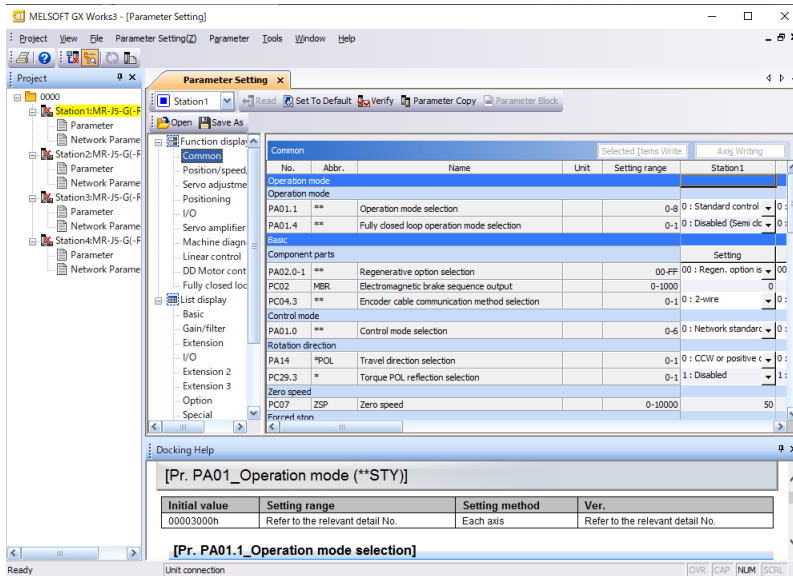 MELSOFT GX Works3 - [Parameter Setting]
Project View File Parameter Setting(Z) Parameter Tools Window Help
Project
0000
Station1:MR-J5-G(-R
Parameter
Network Parame
Station2:MR-J5-G(-R
Parameter
Network Parame
Station3:MR-J5-G(-R
Parameter
Network Parame
Station4:MR-J5-G(-R
Parameter
Network Parame
Parameter Setting
Station1 Read Set To Default Verify Parameter Copy Parameter Block
Open Save As
Function display
Common
Position/speed,
Servo adjustme
Positioning
I/O
Servo amplifier
Machine diagn
Linear control
DD Motor cont
Fully closed loc
List display
Basic
Gain/filter
Extension
I/O
Extension 2
Extension 3
Option
Special
Common Selected Items Write Axis Writing
No. Abbr. Name Unit Setting range Station1
Operation mode
Operation mode
PA01.1 ** Operation mode selection 0-8 0 : Standard control 0 :
PA01.4 ** Fully closed loop operation mode selection 0-1 0 : Disabled (Semi clc 0 :
Basic
Component parts Setting
PA02.0-1 ** Regenerative option selection 00-FF 00 : Regen. option is 00
PC02 MBR Electromagnetic brake sequence output 0-1000 0
PC04.3 ** Encoder cable communication method selection 0-1 0 : 2-wire 0 :
Control mode
PA01.0 ** Control mode selection 0-6 0 : Network standarc 0 :
Rotation direction
PA14 *POL Travel direction selection 0-1 0 : CCW or positive c 0 :
PC29.3 * Torque POL reflection selection 0-1 1 : Disabled 1 :
Zero speed
PC07 ZSP Zero speed 0-10000 50
Forced stop
Docking Help
[Pr. PA01_Operation mode (**STY)]
Initial value Setting range Setting method Ver.
00003000h Refer to the relevant detail No. Each axis Refer to the relevant detail No.
[Pr. PA01.1_Operation mode selection]
Ready Unit connection OVR CAP NUM SCRL